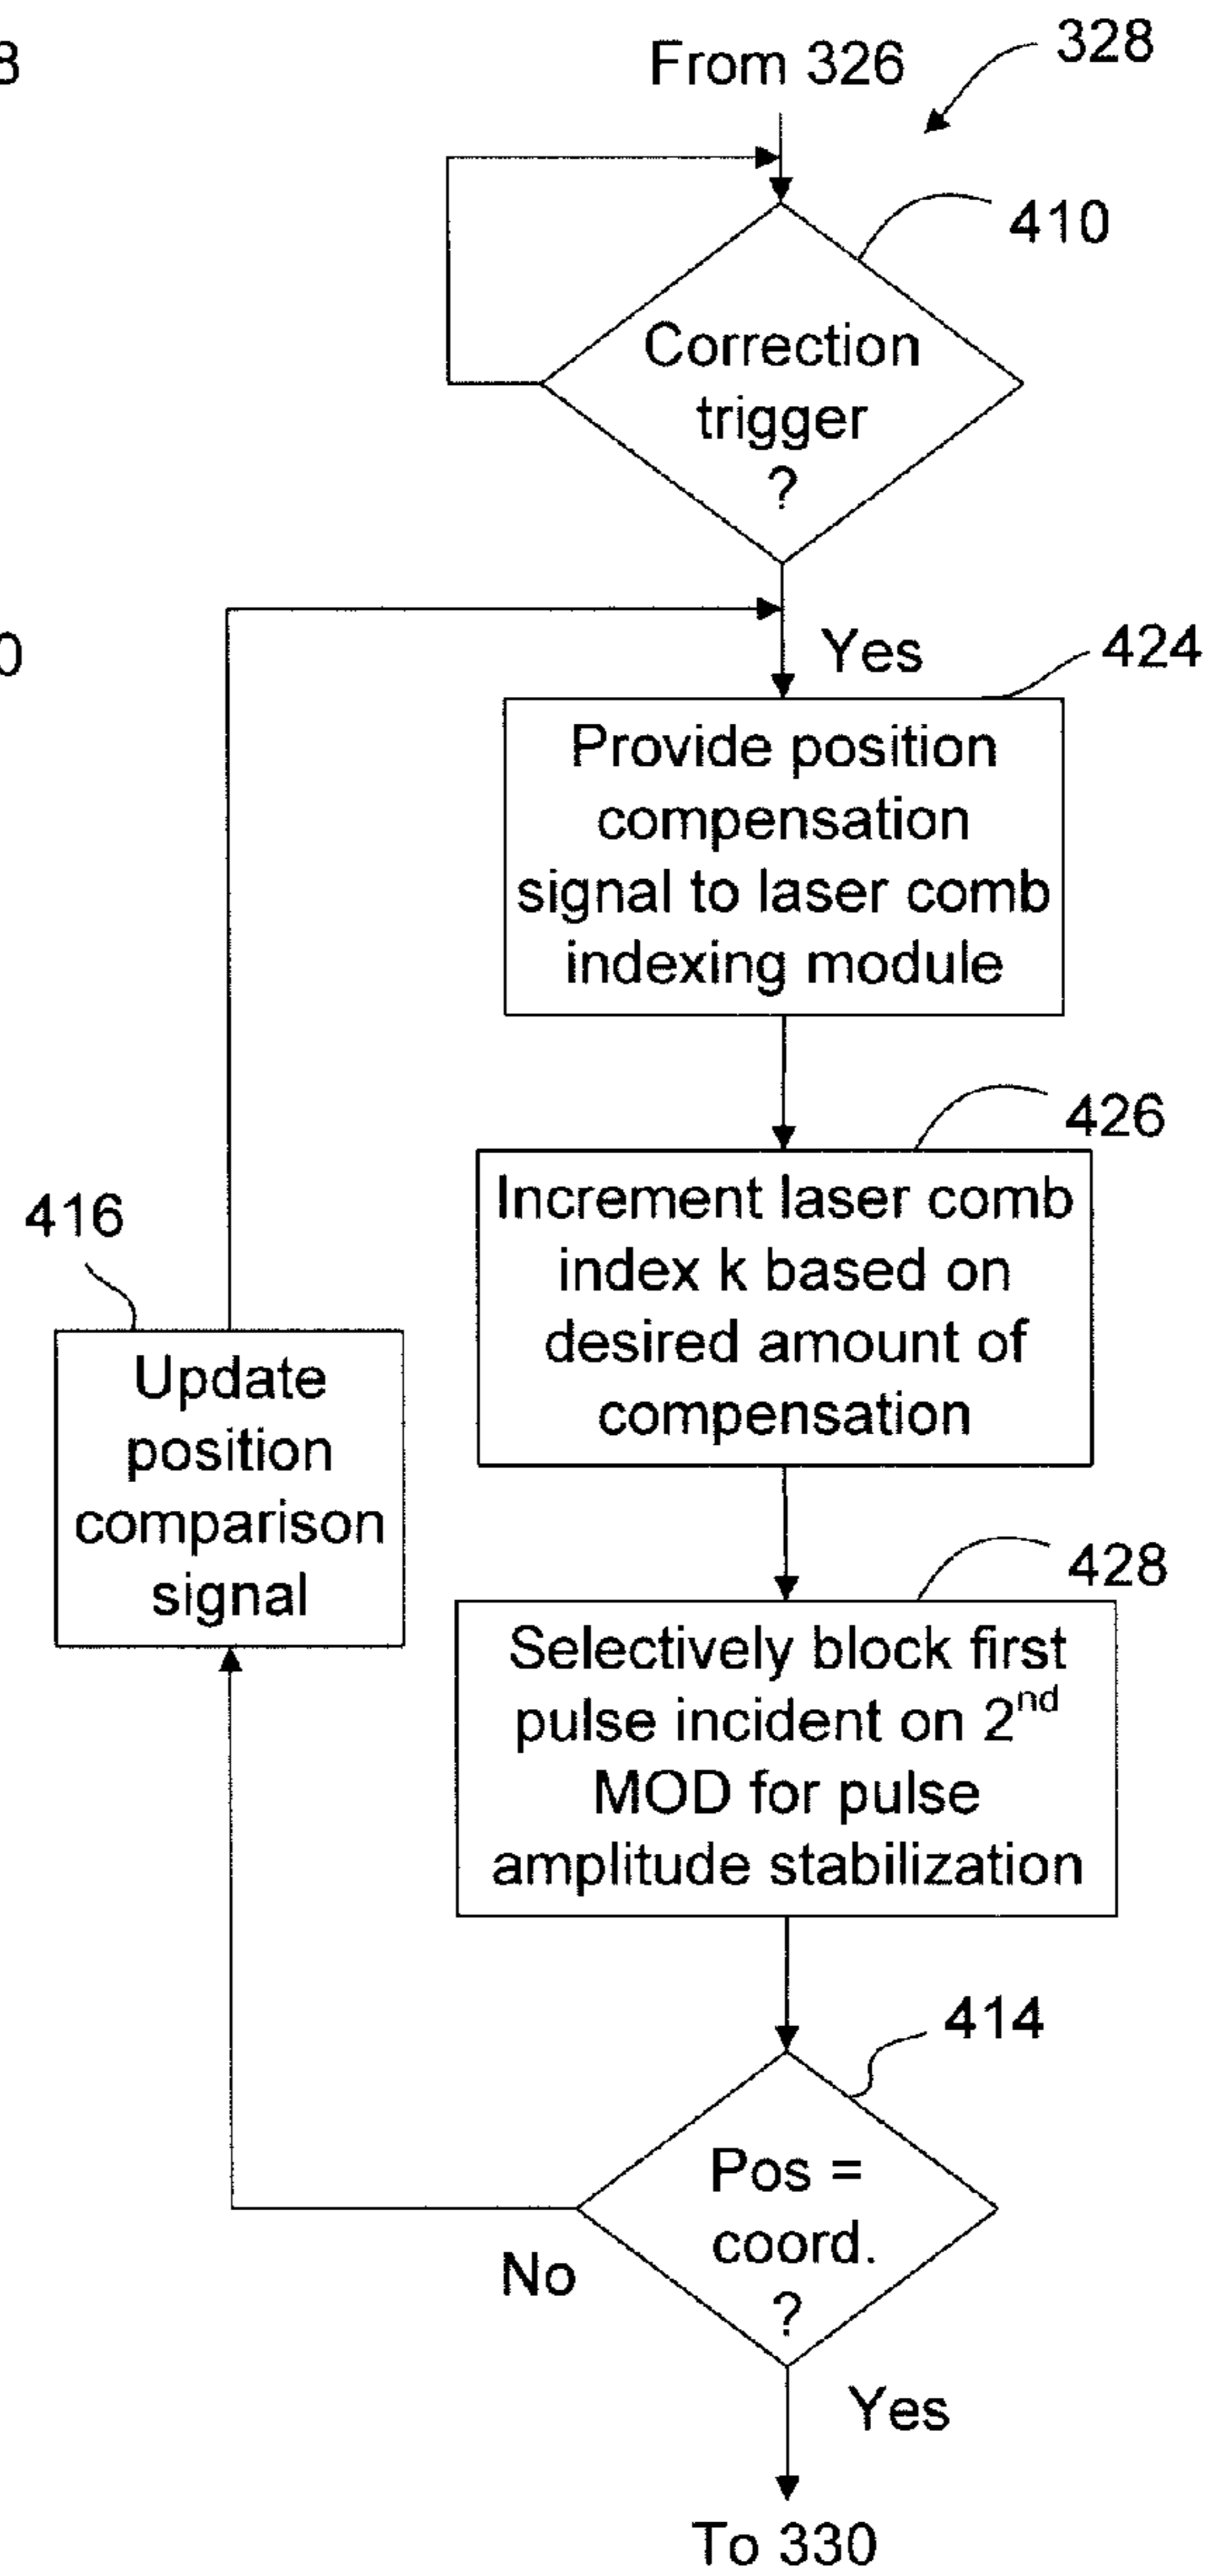 8
From 326
328
410
Correction
trigger
?
0
Yes
424
Provide position
compensation
signal to laser comb
indexing module
426
Increment laser comb
index k based on
desired amount of
compensation
416
Update
position
comparison
signal
428
Selectively block first
pulse incident on 2nd
MOD for pulse
amplitude stabilization
414
Pos =
coord.
?
No
Yes
To 330